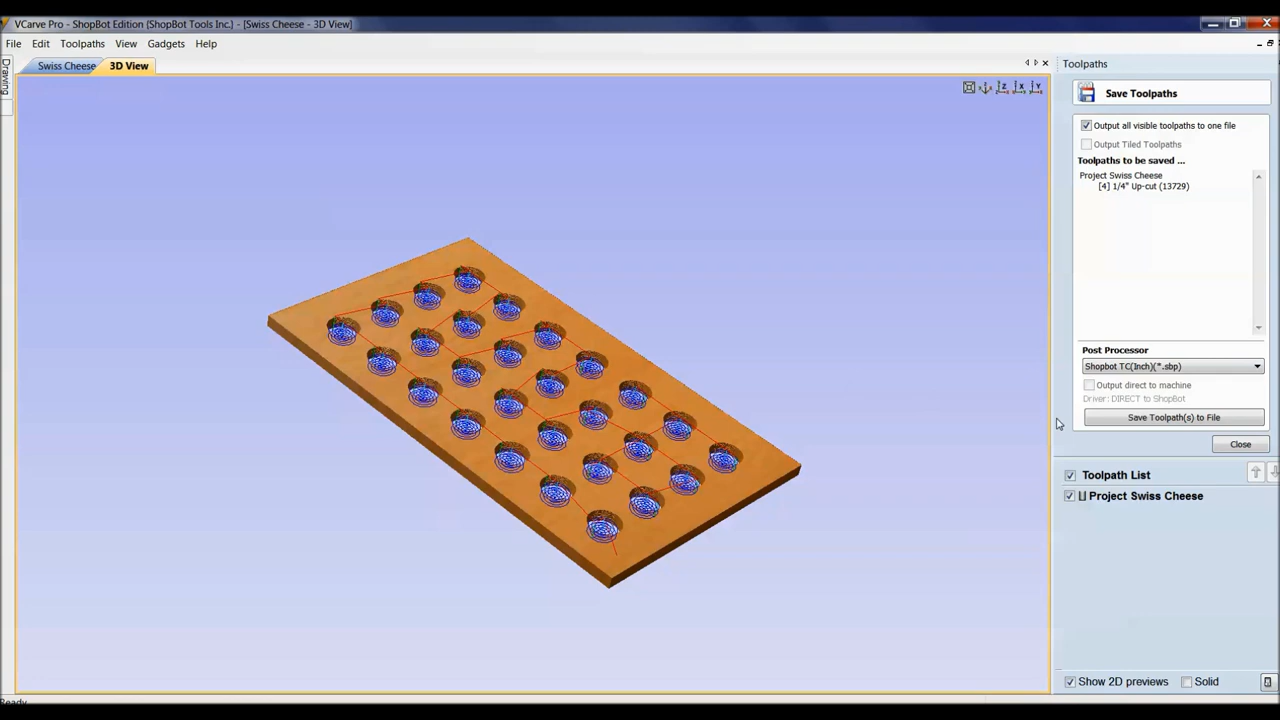 VCarve Pro - ShopBot Edition {ShopBot Tools Inc.} - [Swiss Cheese - 3D View]
File Edit Toolpaths View Gadgets Help
Drawing
Swiss Cheese 3D View
Z X Y
Toolpaths
Save Toolpaths
Output all visible toolpaths to one file
Output Tiled Toolpaths
Toolpaths to be saved ...
Project Swiss Cheese
[4] 1/4" Up-cut (13729)
Post Processor
Shopbot TC(Inch)(*.sbp)
Output direct to machine
Driver: DIRECT to ShopBot
Save Toolpath(s) to File
Close
Toolpath List
Project Swiss Cheese
Show 2D previews Solid
Ready